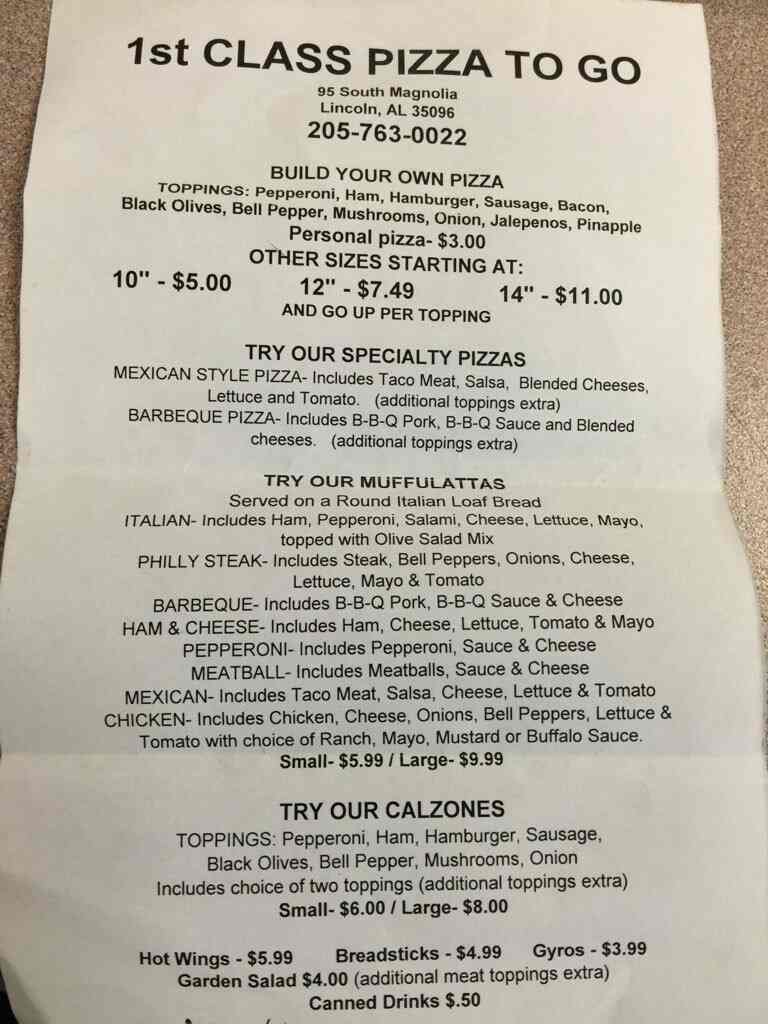 1st CLASS PIZZA TO GO
95 South Magnolia
Lincoln, AL 35096
205-763-0022
BUILD YOUR OWN PIZZA
TOPPINGS: Pepperoni, Ham, Hamburger, Sausage, Bacon,
Black Olives, Bell Pepper, Mushrooms, Onion, Jalepenos, Pinapple
Personal pizza- $3.00
OTHER SIZES STARTING AT:
10" - $5.00 12" - $7.49 14" - $11.00
AND GO UP PER TOPPING
TRY OUR SPECIALTY PIZZAS
MEXICAN STYLE PIZZA- Includes Taco Meat, Salsa, Blended Cheeses,
Lettuce and Tomato. (additional toppings extra)
BARBEQUE PIZZA- Includes B-B-Q Pork, B-B-Q Sauce and Blended
cheeses. (additional toppings extra)
TRY OUR MUFFULATTAS
Served on a Round Italian Loaf Bread
ITALIAN- Includes Ham, Pepperoni, Salami, Cheese, Lettuce, Mayo,
topped with Olive Salad Mix
PHILLY STEAK- Includes Steak, Bell Peppers, Onions, Cheese,
Lettuce, Mayo & Tomato
BARBEQUE- Includes B-B-Q Pork, B-B-Q Sauce & Cheese
HAM & CHEESE- Includes Ham, Cheese, Lettuce, Tomato & Mayo
PEPPERONI- Includes Pepperoni, Sauce & Cheese
MEATBALL- Includes Meatballs, Sauce & Cheese
MEXICAN- Includes Taco Meat, Salsa, Cheese, Lettuce & Tomato
CHICKEN- Includes Chicken, Cheese, Onions, Bell Peppers, Lettuce &
Tomato with choice of Ranch, Mayo, Mustard or Buffalo Sauce.
Small- $5.99 / Large- $9.99
TRY OUR CALZONES
TOPPINGS: Pepperoni, Ham, Hamburger, Sausage,
Black Olives, Bell Pepper, Mushrooms, Onion
Includes choice of two toppings (additional toppings extra)
Small- $6.00 / Large- $8.00
Hot Wings - $5.99 Breadsticks - $4.99 Gyros - $3.99
Garden Salad $4.00 (additional meat toppings extra)
Canned Drinks $.50